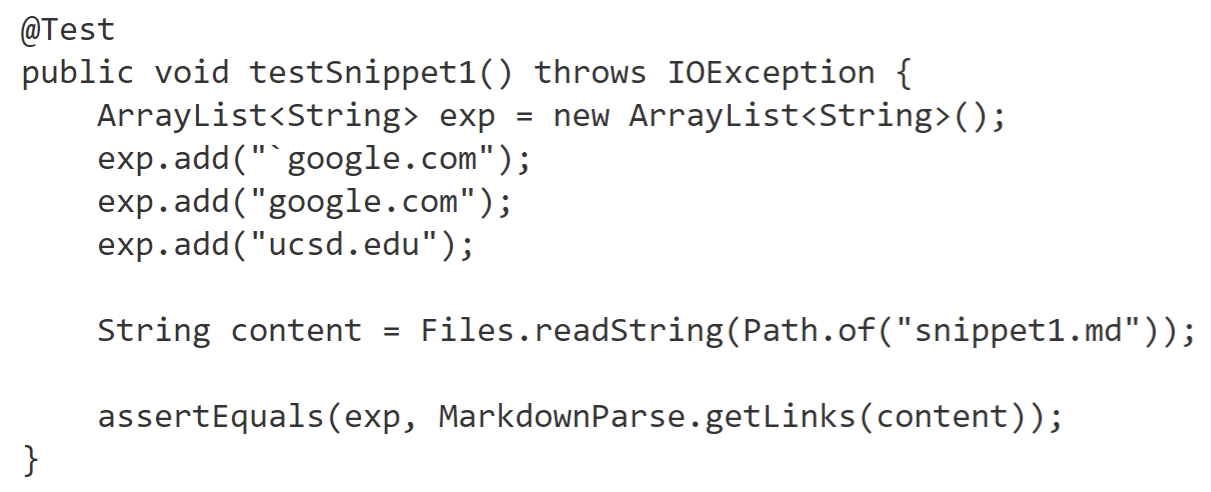 @Test
public void testSnippet1() throws IOException {
    ArrayList<String> exp = new ArrayList<String>();
    exp.add("`google.com");
    exp.add("google.com");
    exp.add("ucsd.edu");

    String content = Files.readString(Path.of("snippet1.md"));

    assertEquals(exp, MarkdownParse.getLinks(content));
}